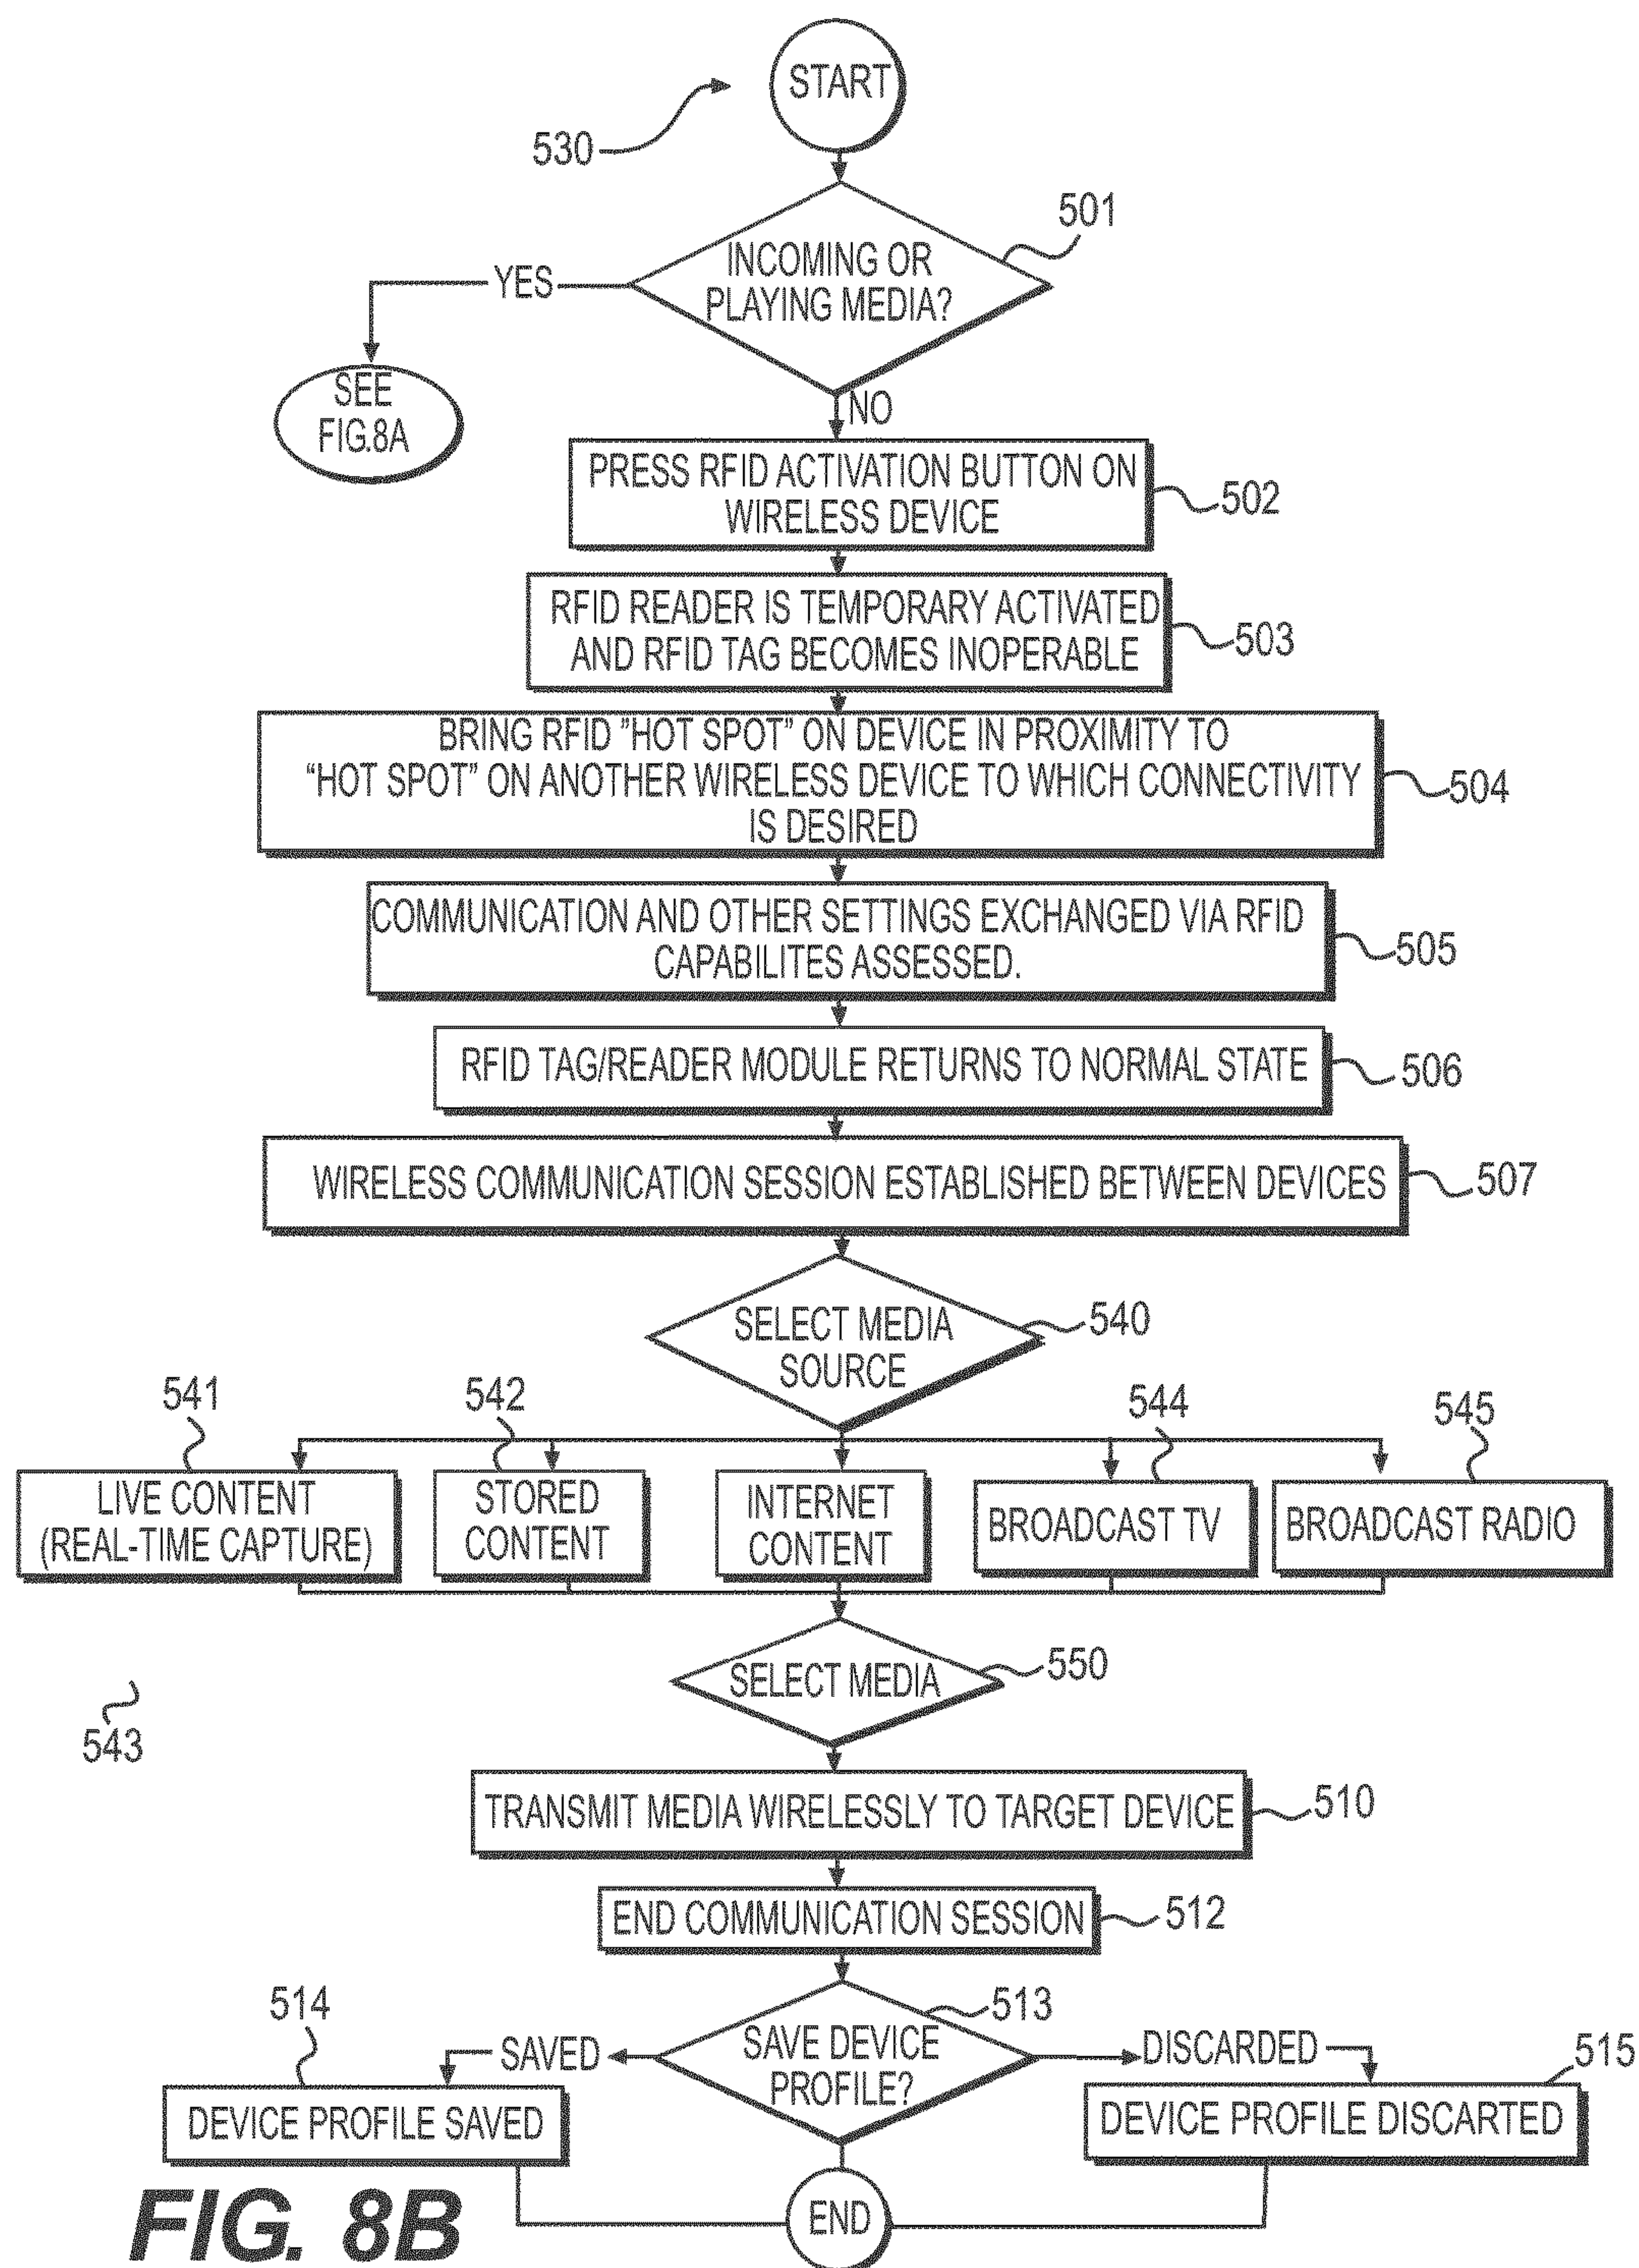 START
530
501
INCOMING OR
PLAYING MEDIA?
YES
SEE
FIG.8A
NO
PRESS RFID ACTIVATION BUTTON ON
WIRELESS DEVICE
502
RFID READER IS TEMPORARY ACTIVATED
AND RFID TAG BECOMES INOPERABLE
503
BRING RFID ”HOT SPOT” ON DEVICE IN PROXIMITY TO
“HOT SPOT” ON ANOTHER WIRELESS DEVICE TO WHICH CONNECTIVITY
IS DESIRED
504
COMMUNICATION AND OTHER SETTINGS EXCHANGED VIA RFID
CAPABILITES ASSESSED.
505
RFID TAG/READER MODULE RETURNS TO NORMAL STATE
506
WIRELESS COMMUNICATION SESSION ESTABLISHED BETWEEN DEVICES
507
SELECT MEDIA
SOURCE
540
541
542
544
545
LIVE CONTENT
(REAL-TIME CAPTURE)
STORED
CONTENT
INTERNET
CONTENT
BROADCAST TV
BROADCAST RADIO
SELECT MEDIA
550
543
TRANSMIT MEDIA WIRELESSLY TO TARGET DEVICE
510
END COMMUNICATION SESSION
512
514
513
SAVE DEVICE
PROFILE?
SAVED
DISCARDED
515
DEVICE PROFILE SAVED
DEVICE PROFILE DISCARTED
END
FIG. 8B